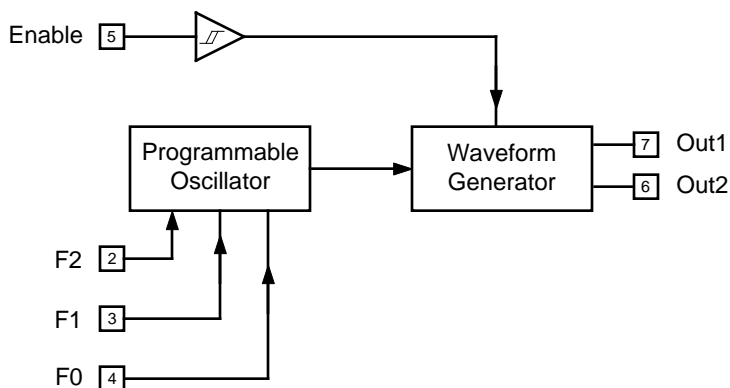 Enable 5
Programmable
Oscillator
Waveform
Generator
7 Out1
6 Out2
F2 2
F1 3
F0 4